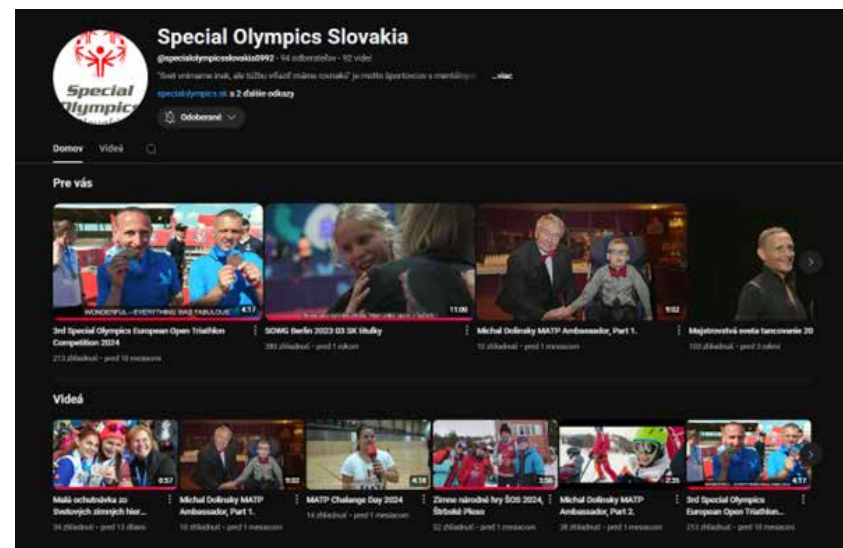 Special Olympics Slovakia
Special
Olympics
@specialolympicsslovakia0992 · 94 odberateľov · 92 videí
"Svet vnímame inak, ale túžbu víťaziť máme rovnakú" je motto športovcov s mentálnym ...viac
specialolympics.sk a 2 ďalšie odkazy
Odoberané
Domov Videá
Pre vás
WONDERFUL – EVERYTHING WAS FABULOUS 4:17
11:00
9:02
3rd Special Olympics European Open Triathlon
Competition 2024
213 zhliadnutí • pred 10 mesiacmi
SOWG Berlin 2023 03 SK titulky
380 zhliadnutí • pred 1 rokom
Michal Dolinsky MATP Ambassador, Part 1.
10 zhliadnutí • pred 1 mesiacom
Majstrovstvá sveta tancovanie 20
100 zhliadnutí • pred 3 rokmi
Videá
0:57
9:02
4:18
3:56
2:35
4:17
Malá ochutnávka zo
Svetových zimných hier...
34 zhliadnutí • pred 13 dňami
Michal Dolinsky MATP
Ambassador, Part 1.
10 zhliadnutí • pred 1 mesiacom
MATP Chalange Day 2024
14 zhliadnutí • pred 1 mesiacom
Zimne národné hry ŠOS 2024,
Štrbské Pleso
52 zhliadnutí • pred 1 mesiacom
Michal Dolinsky MATP
Ambassador, Part 2.
38 zhliadnutí • pred 1 mesiacom
3rd Special Olympics
European Open Triathlon...
213 zhliadnutí • pred 10 mesiacmi